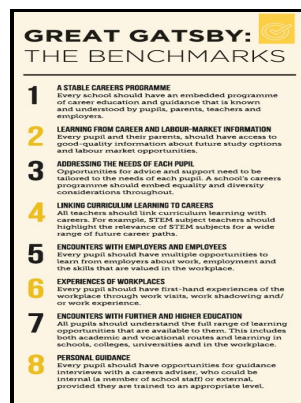 GREAT GATSBY:
THE BENCHMARKS
1
A STABLE CAREERS PROGRAMME
Every school should have an embedded programme
of career education and guidance that is known
and understood by pupils, parents, teachers and
employers.
2
LEARNING FROM CAREER AND LABOUR-MARKET INFORMATION
Every pupil and their parents, should have access to
good-quality information about future study options
and labour market opportunities.
3
ADDRESSING THE NEEDS OF EACH PUPIL
Opportunities for advice and support need to be
tailored to the needs of each pupil. A school's careers
programme should embed equality and diversity
considerations throughout.
4
LINKING CURRICULUM LEARNING TO CAREERS
All teachers should link curriculum learning with
careers. For example, STEM subject teachers should
highlight the relevance of STEM subjects for a wide
range of future career paths.
5
ENCOUNTERS WITH EMPLOYERS AND EMPLOYEES
Every pupil should have multiple opportunities to
learn from employers about work, employment and
the skills that are valued in the workplace.
6
EXPERIENCES OF WORKPLACES
Every pupil should have first-hand experiences of the
workplace through work visits, work shadowing and/
or work experience.
7
ENCOUNTERS WITH FURTHER AND HIGHER EDUCATION
All pupils should understand the full range of learning
opportunities that are available to them. This includes
both academic and vocational routes and learning in
schools, colleges, universities and in the workplace.
8
PERSONAL GUIDANCE
Every pupil should have opportunities for guidance
interviews with a careers adviser, who could be
internal (a member of school staff) or external,
provided they are trained to an appropriate level.